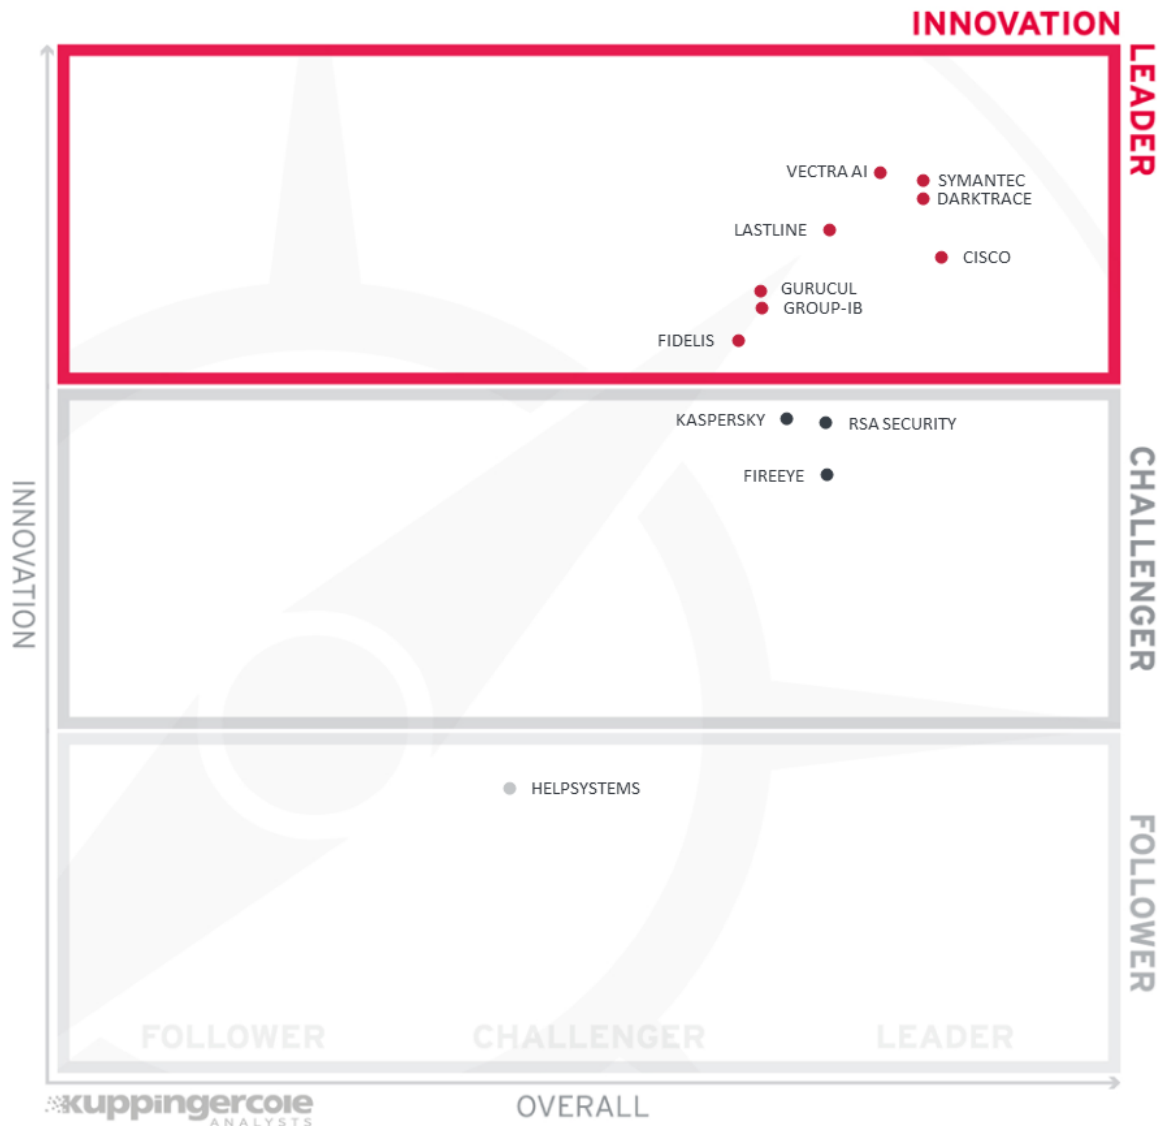 INNOVATION
LEADER
VECTRA AI
SYMANTEC
DARKTRACE
LASTLINE
CISCO
GURUCUL
GROUP-IB
FIDELIS
KASPERSKY
RSA SECURITY
FIREEYE
CHALLENGER
INNOVATION
HELPSYSTEMS
FOLLOWER
FOLLOWER CHALLENGER LEADER
kuppingercole
ANALYSTS
OVERALL